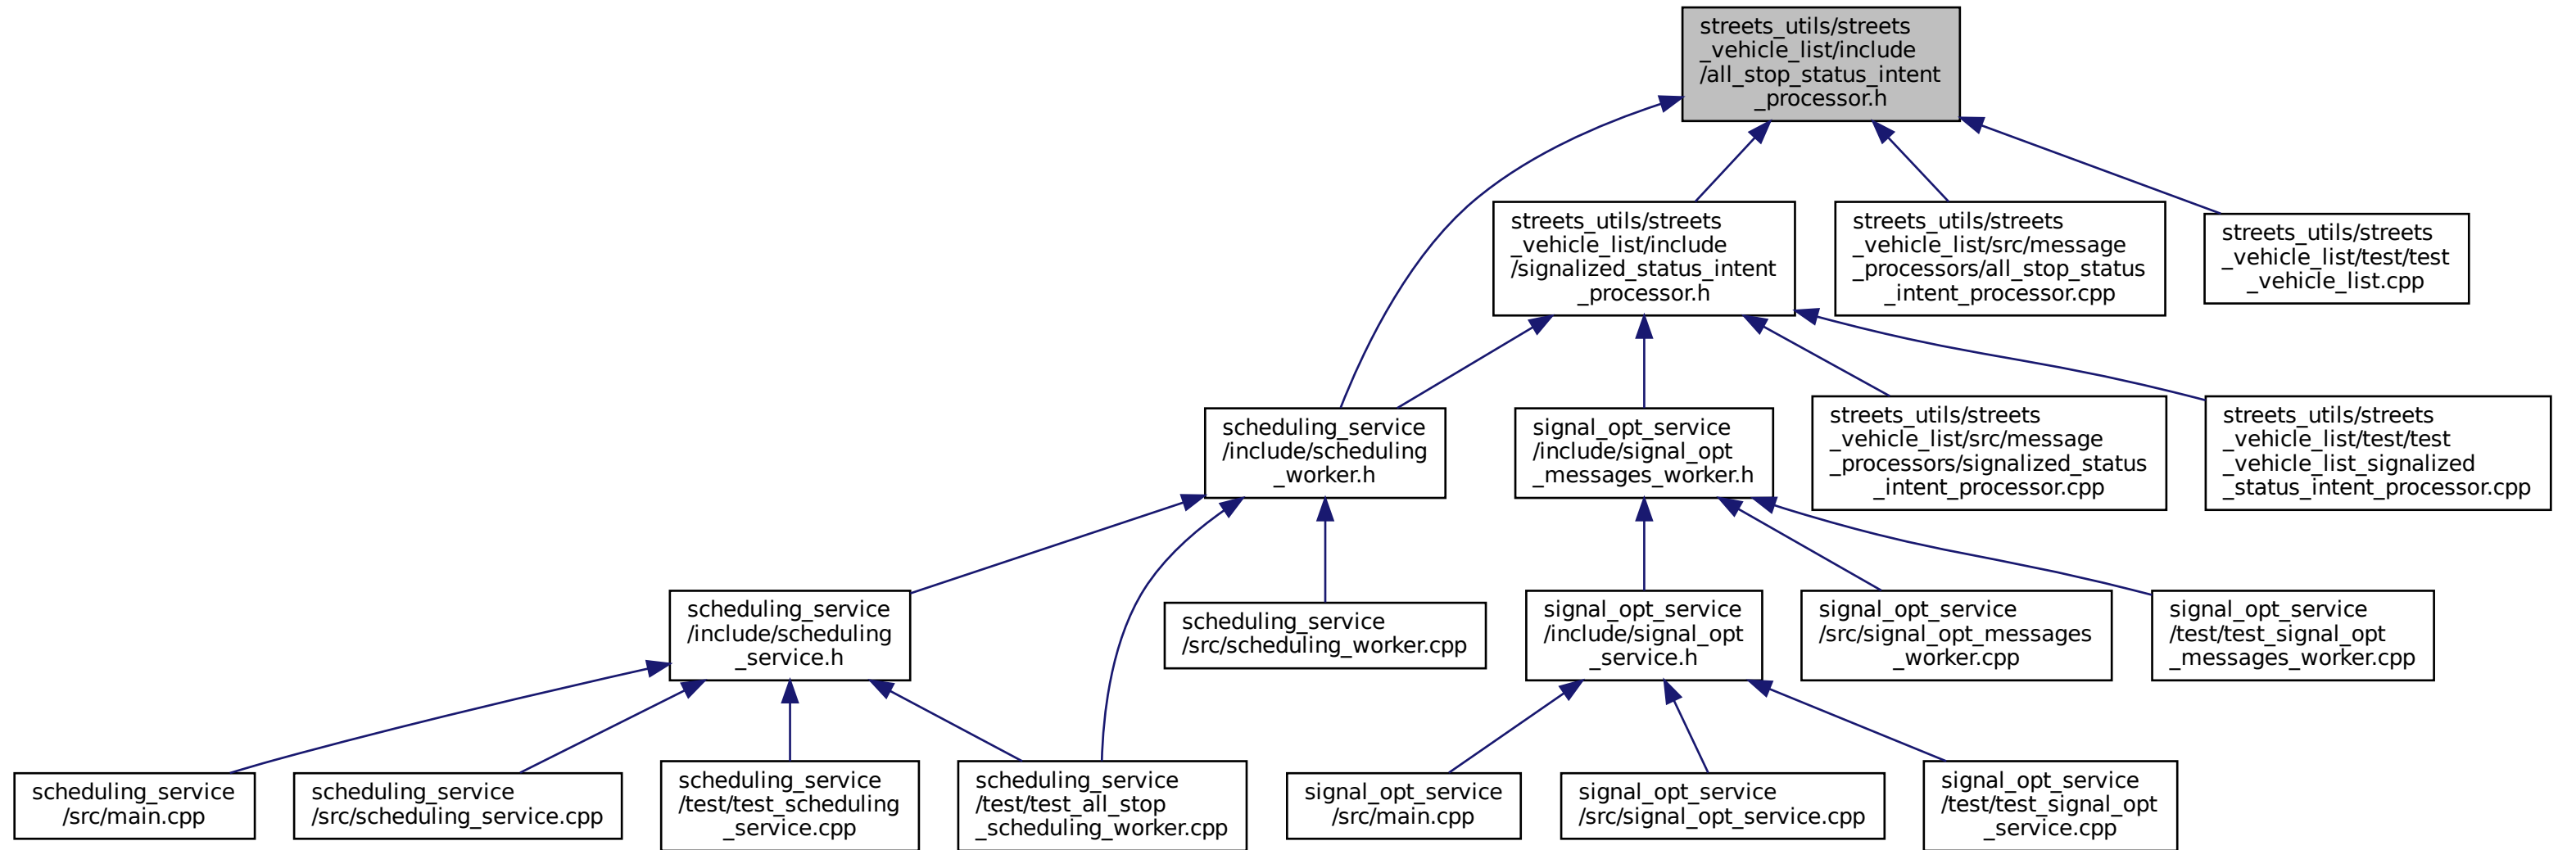 streets_utils/streets
_vehicle_list/include
/all_stop_status_intent
_processor.h
streets_utils/streets
_vehicle_list/include
/signalized_status_intent
_processor.h
streets_utils/streets
_vehicle_list/src/message
_processors/all_stop_status
_intent_processor.cpp
streets_utils/streets
_vehicle_list/test/test
_vehicle_list.cpp
scheduling_service
/include/scheduling
_worker.h
signal_opt_service
/include/signal_opt
_messages_worker.h
streets_utils/streets
_vehicle_list/src/message
_processors/signalized_status
_intent_processor.cpp
streets_utils/streets
_vehicle_list/test/test
_vehicle_list_signalized
_status_intent_processor.cpp
scheduling_service
/include/scheduling
_service.h
scheduling_service
/src/scheduling_worker.cpp
signal_opt_service
/include/signal_opt
_service.h
signal_opt_service
/src/signal_opt_messages
_worker.cpp
signal_opt_service
/test/test_signal_opt
_messages_worker.cpp
scheduling_service
/src/main.cpp
scheduling_service
/src/scheduling_service.cpp
scheduling_service
/test/test_scheduling
_service.cpp
scheduling_service
/test/test_all_stop
_scheduling_worker.cpp
signal_opt_service
/src/main.cpp
signal_opt_service
/src/signal_opt_service.cpp
signal_opt_service
/test/test_signal_opt
_service.cpp